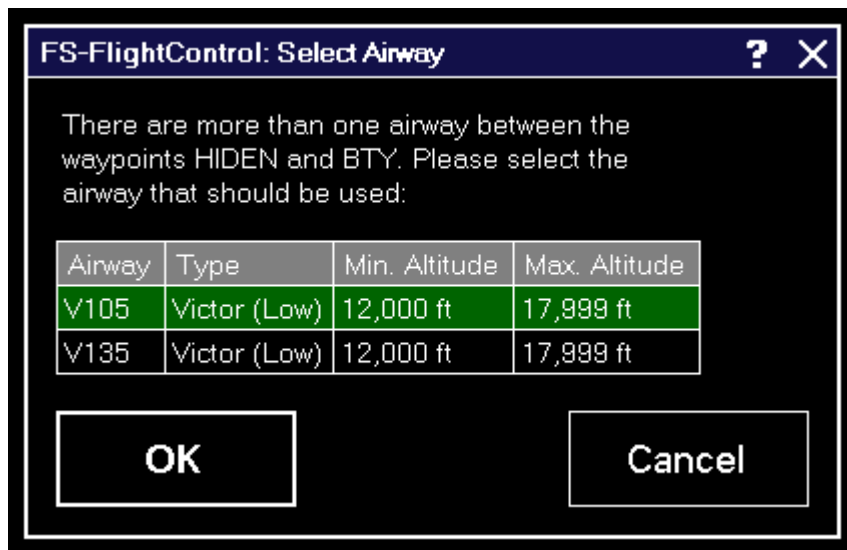 FS-FlightControl: Select Airway ? X
There are more than one airway between the
waypoints HIDEN and BTY. Please select the
airway that should be used:
Airway Type Min. Altitude Max. Altitude
V105 Victor (Low) 12,000 ft 17,999 ft
V135 Victor (Low) 12,000 ft 17,999 ft
OK Cancel